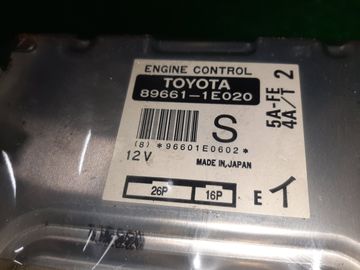 ENGINE CONTROL
TOYOTA
89661-1E020
S
(8) *96601E0602*
12V
MADE IN JAPAN
26P 16P
E イ
5A-FE 2
4A/T